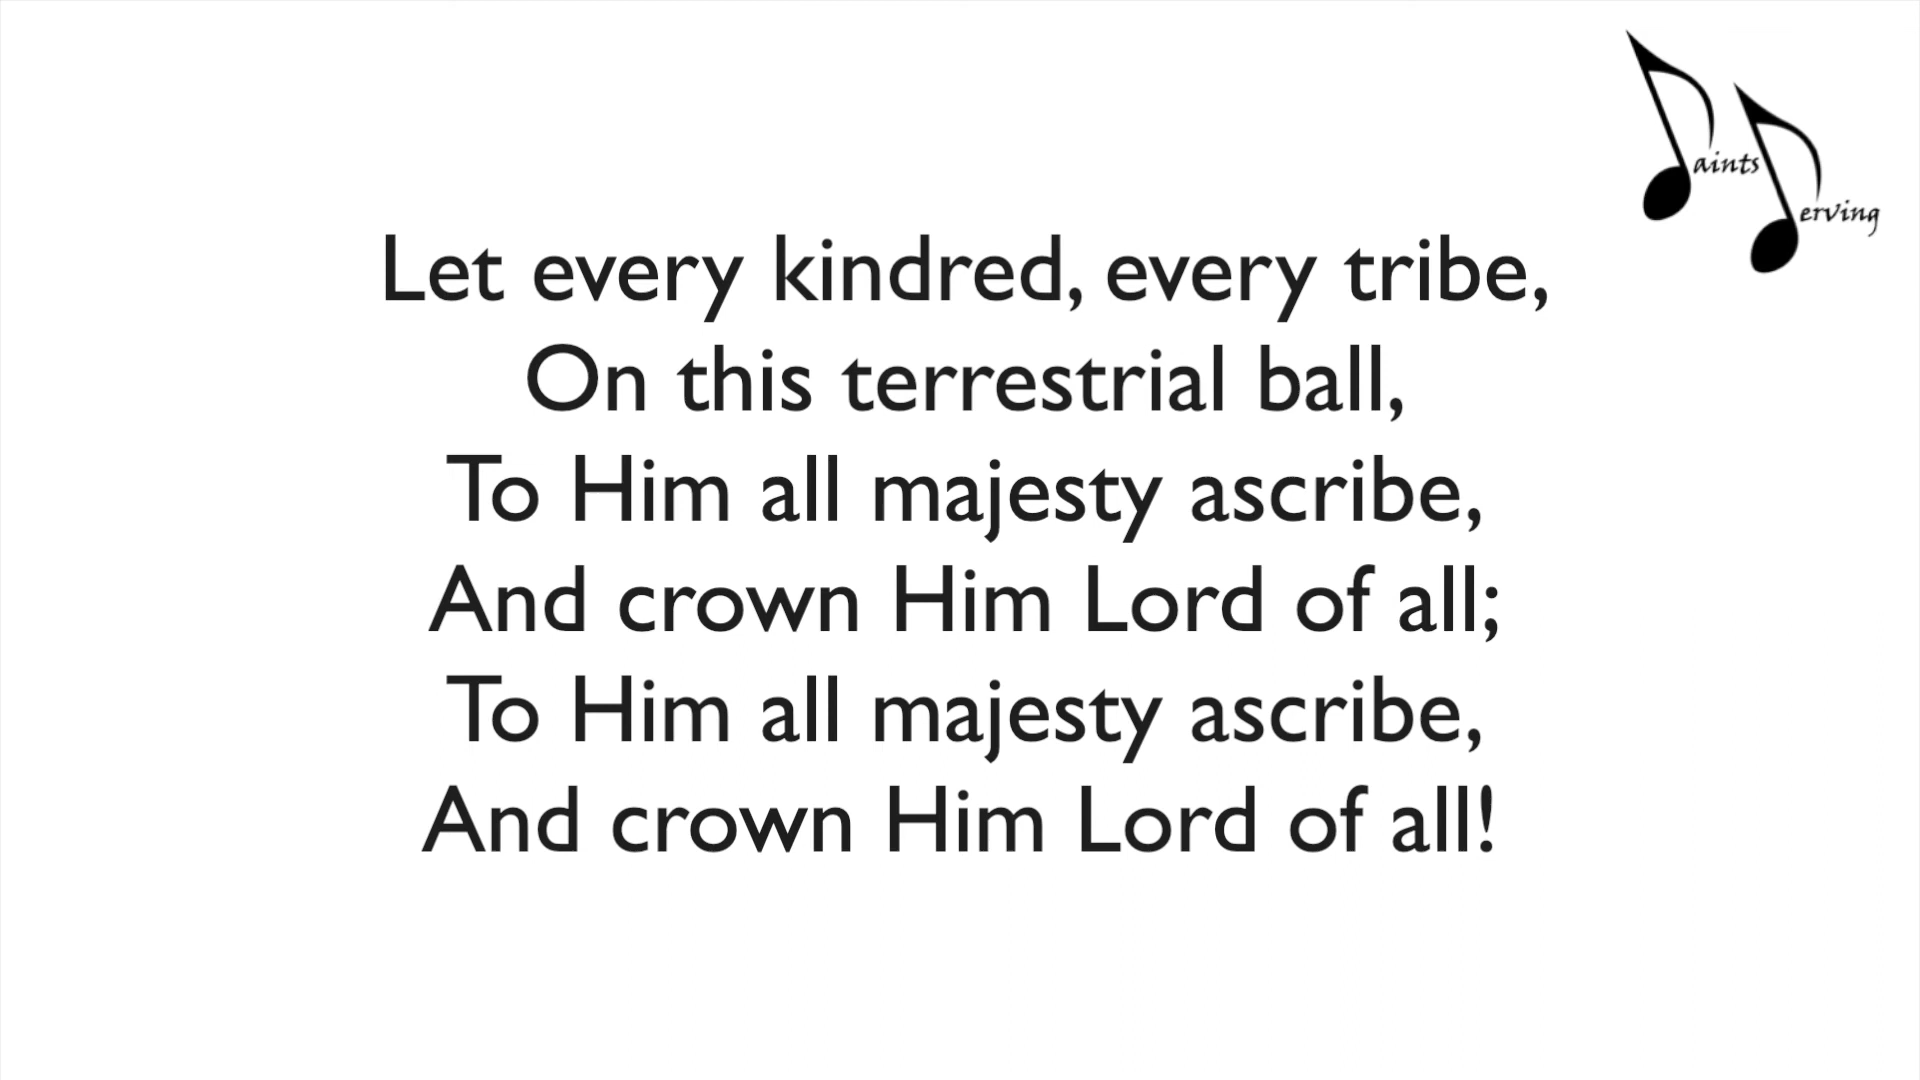 aints
erving
Let every kindred, every tribe,
On this terrestrial ball,
To Him all majesty ascribe,
And crown Him Lord of all;
To Him all majesty ascribe,
And crown Him Lord of all!